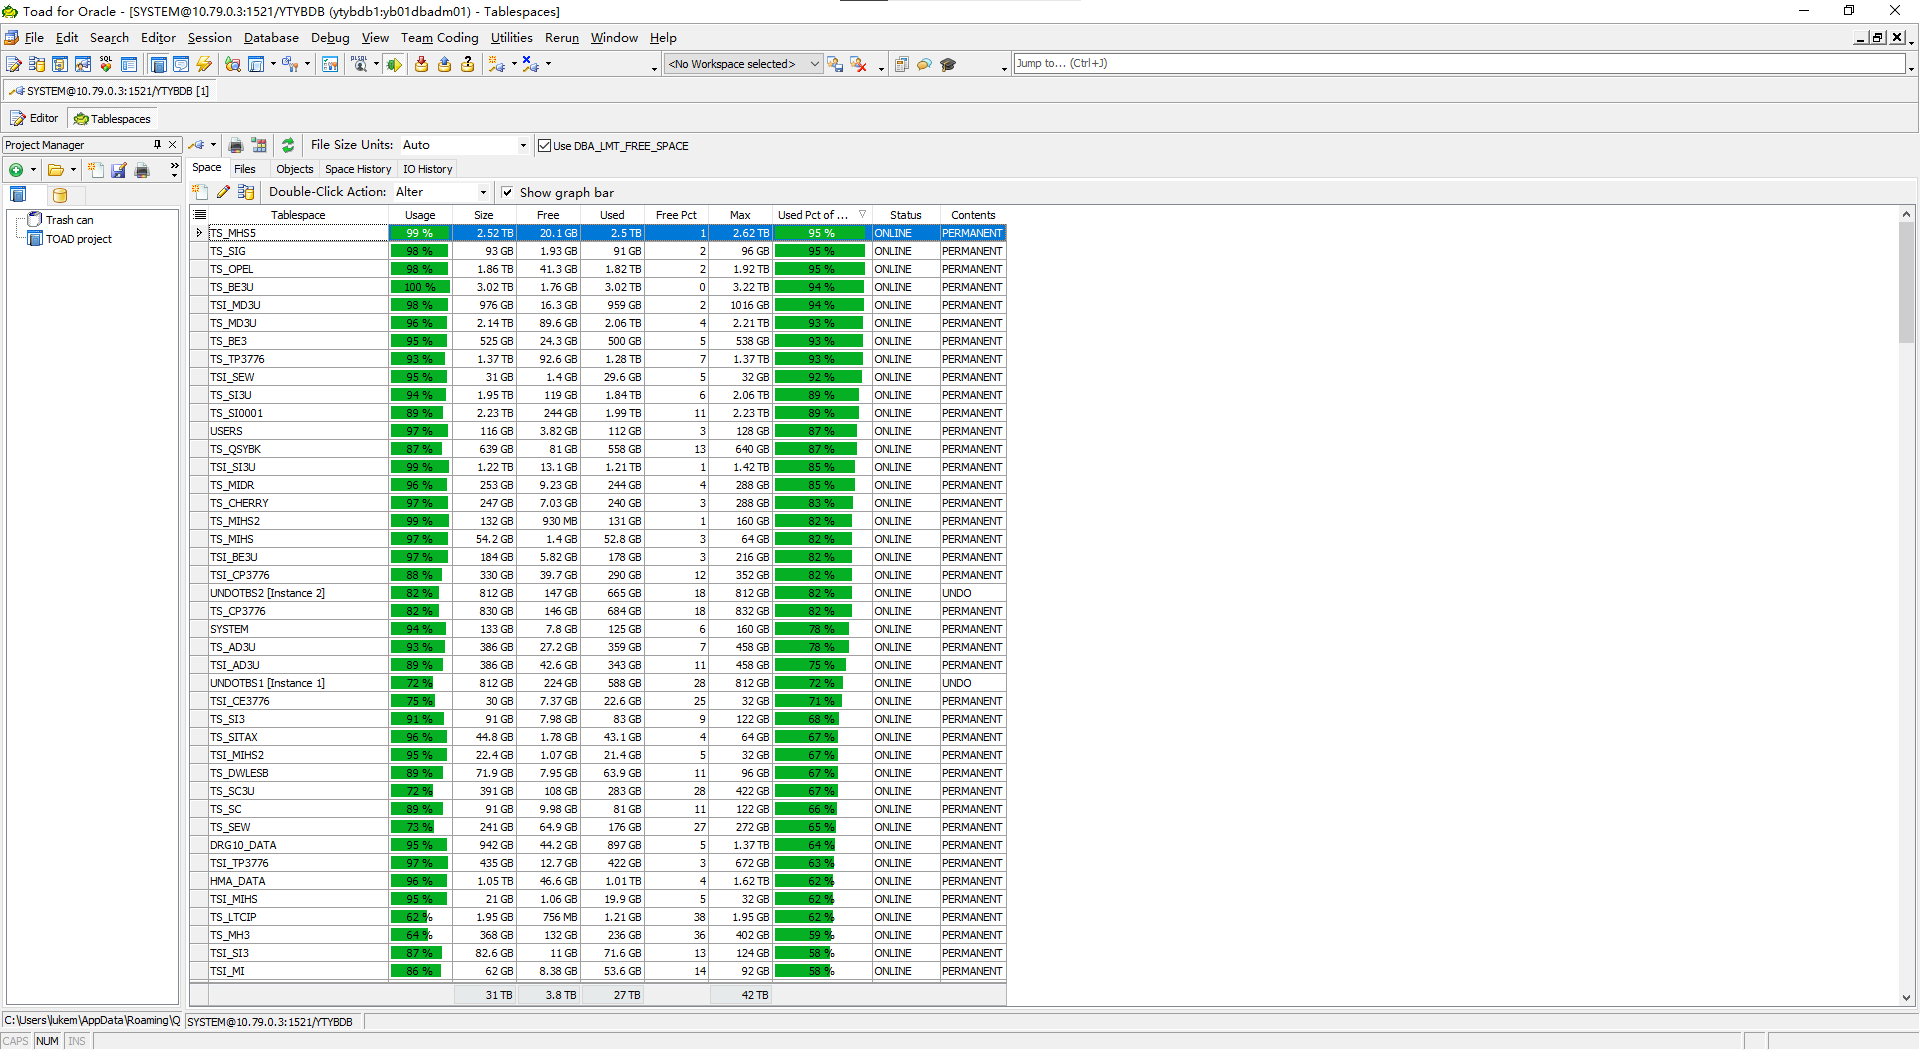 Toad for Oracle - [SYSTEM@10.79.0.3:1521/YTYBDB (ytybdb1:yb01dbadm01) - Tablespaces]
File Edit Search Editor Session Database Debug View Team Coding Utilities Rerun Window Help
SQL PLSQL <No Workspace selected> Jump to... (Ctrl+J)
SYSTEM@10.79.0.3:1521/YTYBDB [1]
Editor Tablespaces
Project Manager File Size Units: Auto Use DBA_LMT_FREE_SPACE
Space Files Objects Space History IO History
Double-Click Action: Alter Show graph bar
Trash can
TOAD project
Tablespace Usage Size Free Used Free Pct Max Used Pct of ... Status Contents
TS_MHS5 99 % 2.52 TB 20.1 GB 2.5 TB 1 2.62 TB 95 % ONLINE PERMANENT
TS_SIG 98 % 93 GB 1.93 GB 91 GB 2 96 GB 95 % ONLINE PERMANENT
TS_OPEL 98 % 1.86 TB 41.3 GB 1.82 TB 2 1.92 TB 95 % ONLINE PERMANENT
TS_BE3U 100 % 3.02 TB 1.76 GB 3.02 TB 0 3.22 TB 94 % ONLINE PERMANENT
TSI_MD3U 98 % 976 GB 16.3 GB 959 GB 2 1016 GB 94 % ONLINE PERMANENT
TS_MD3U 96 % 2.14 TB 89.6 GB 2.06 TB 4 2.21 TB 93 % ONLINE PERMANENT
TS_BE3 95 % 525 GB 24.3 GB 500 GB 5 538 GB 93 % ONLINE PERMANENT
TS_TP3776 93 % 1.37 TB 92.6 GB 1.28 TB 7 1.37 TB 93 % ONLINE PERMANENT
TSI_SEW 95 % 31 GB 1.4 GB 29.6 GB 5 32 GB 92 % ONLINE PERMANENT
TS_SI3U 94 % 1.95 TB 119 GB 1.84 TB 6 2.06 TB 89 % ONLINE PERMANENT
TS_SI0001 89 % 2.23 TB 244 GB 1.99 TB 11 2.23 TB 89 % ONLINE PERMANENT
USERS 97 % 116 GB 3.82 GB 112 GB 3 128 GB 87 % ONLINE PERMANENT
TS_QSYBK 87 % 639 GB 81 GB 558 GB 13 640 GB 87 % ONLINE PERMANENT
TSI_SI3U 99 % 1.22 TB 13.1 GB 1.21 TB 1 1.42 TB 85 % ONLINE PERMANENT
TS_MIDR 96 % 253 GB 9.23 GB 244 GB 4 288 GB 85 % ONLINE PERMANENT
TS_CHERRY 97 % 247 GB 7.03 GB 240 GB 3 288 GB 83 % ONLINE PERMANENT
TS_MIHS2 99 % 132 GB 930 MB 131 GB 1 160 GB 82 % ONLINE PERMANENT
TS_MIHS 97 % 54.2 GB 1.4 GB 52.8 GB 3 64 GB 82 % ONLINE PERMANENT
TSI_BE3U 97 % 184 GB 5.82 GB 178 GB 3 216 GB 82 % ONLINE PERMANENT
TSI_CP3776 88 % 330 GB 39.7 GB 290 GB 12 352 GB 82 % ONLINE PERMANENT
UNDOTBS2 [Instance 2] 82 % 812 GB 147 GB 665 GB 18 812 GB 82 % ONLINE UNDO
TS_CP3776 82 % 830 GB 146 GB 684 GB 18 832 GB 82 % ONLINE PERMANENT
SYSTEM 94 % 133 GB 7.8 GB 125 GB 6 160 GB 78 % ONLINE PERMANENT
TS_AD3U 93 % 386 GB 27.2 GB 359 GB 7 458 GB 78 % ONLINE PERMANENT
TSI_AD3U 89 % 386 GB 42.6 GB 343 GB 11 458 GB 75 % ONLINE PERMANENT
UNDOTBS1 [Instance 1] 72 % 812 GB 224 GB 588 GB 28 812 GB 72 % ONLINE UNDO
TSI_CE3776 75 % 30 GB 7.37 GB 22.6 GB 25 32 GB 71 % ONLINE PERMANENT
TS_SI3 91 % 91 GB 7.98 GB 83 GB 9 122 GB 68 % ONLINE PERMANENT
TS_SITAX 96 % 44.8 GB 1.78 GB 43.1 GB 4 64 GB 67 % ONLINE PERMANENT
TSI_MIHS2 95 % 22.4 GB 1.07 GB 21.4 GB 5 32 GB 67 % ONLINE PERMANENT
TS_DWLESB 89 % 71.9 GB 7.95 GB 63.9 GB 11 96 GB 67 % ONLINE PERMANENT
TS_SC3U 72 % 391 GB 108 GB 283 GB 28 422 GB 67 % ONLINE PERMANENT
TS_SC 89 % 91 GB 9.98 GB 81 GB 11 122 GB 66 % ONLINE PERMANENT
TS_SEW 73 % 241 GB 64.9 GB 176 GB 27 272 GB 65 % ONLINE PERMANENT
DRG10_DATA 95 % 942 GB 44.2 GB 897 GB 5 1.37 TB 64 % ONLINE PERMANENT
TSI_TP3776 97 % 435 GB 12.7 GB 422 GB 3 672 GB 63 % ONLINE PERMANENT
HMA_DATA 96 % 1.05 TB 46.6 GB 1.01 TB 4 1.62 TB 62 % ONLINE PERMANENT
TSI_MIHS 95 % 21 GB 1.06 GB 19.9 GB 5 32 GB 62 % ONLINE PERMANENT
TS_LTCIP 62 % 1.95 GB 756 MB 1.21 GB 38 1.95 GB 62 % ONLINE PERMANENT
TS_MH3 64 % 368 GB 132 GB 236 GB 36 402 GB 59 % ONLINE PERMANENT
TSI_SI3 87 % 82.6 GB 11 GB 71.6 GB 13 124 GB 58 % ONLINE PERMANENT
TSI_MI 86 % 62 GB 8.38 GB 53.6 GB 14 92 GB 58 % ONLINE PERMANENT
31 TB 3.8 TB 27 TB 42 TB
C:\Users\lukem\AppData\Roaming\Q SYSTEM@10.79.0.3:1521/YTYBDB
CAPS NUM INS